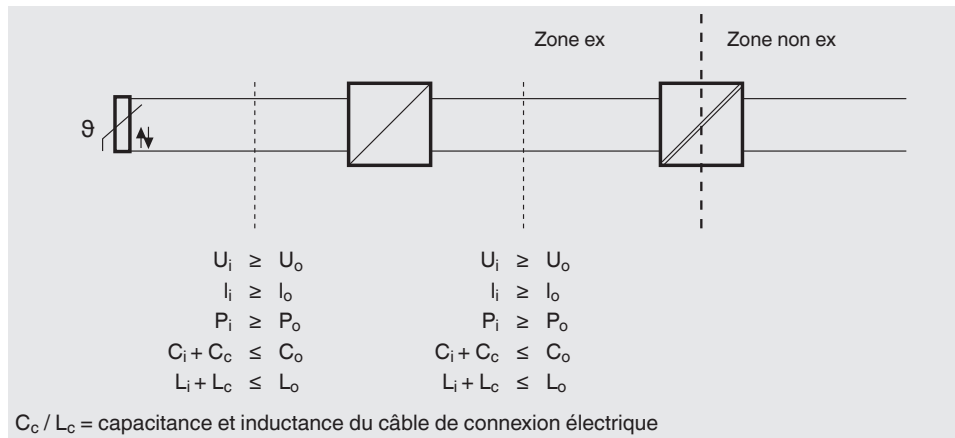 Zone ex Zone non ex
ϑ
Uᵢ ≥ Uₒ Uᵢ ≥ Uₒ
Iᵢ ≥ Iₒ Iᵢ ≥ Iₒ
Pᵢ ≥ Pₒ Pᵢ ≥ Pₒ
Cᵢ + C꜀ ≤ Cₒ Cᵢ + C꜀ ≤ Cₒ
Lᵢ + L꜀ ≤ Lₒ Lᵢ + L꜀ ≤ Lₒ
C꜀ / L꜀ = capacitance et inductance du câble de connexion électrique